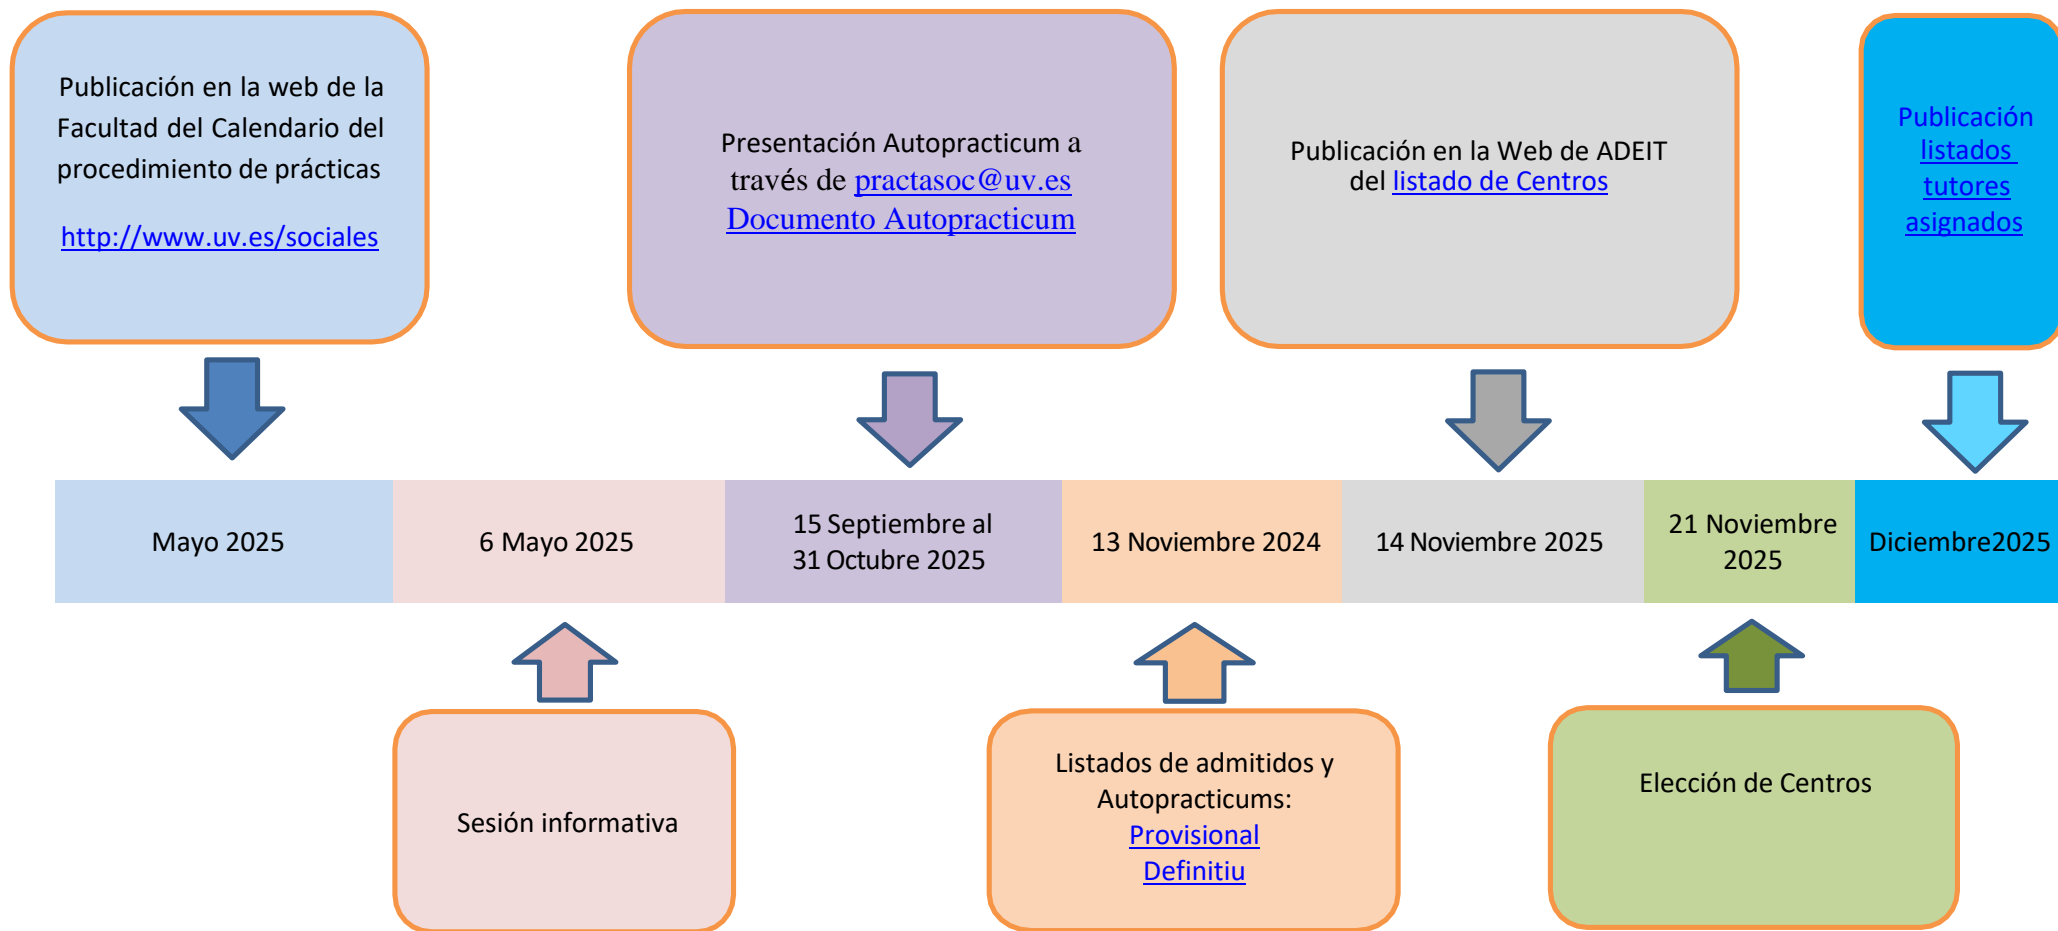 Publicación en la web de la
Facultad del Calendario del
procedimiento de prácticas
http://www.uv.es/sociales
Presentación Autopracticum a
través de practasoc@uv.es
Documento Autopracticum
Publicación en la Web de ADEIT
del listado de Centros
Publicación
listados
tutores
asignados
Mayo 2025
6 Mayo 2025
15 Septiembre al
31 Octubre 2025
13 Noviembre 2024
14 Noviembre 2025
21 Noviembre
2025
Diciembre2025
Sesión informativa
Listados de admitidos y
Autopracticums:
Provisional
Definitiu
Elección de Centros